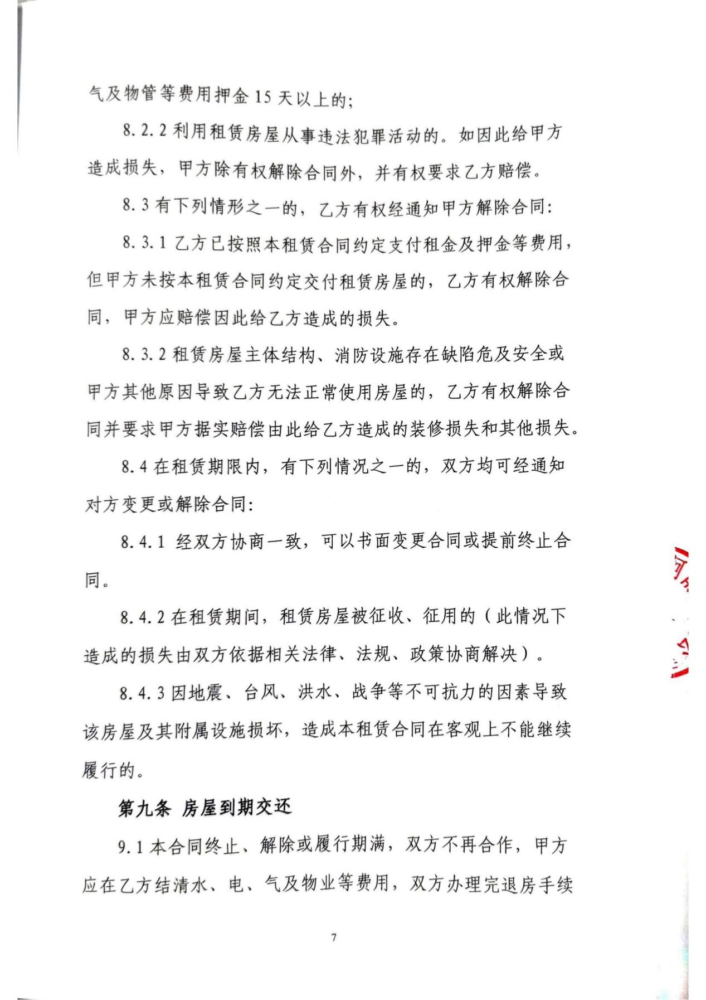 气及物管等费用押金 15 天以上的；
8.2.2 利用租赁房屋从事违法犯罪活动的。如因此给甲方
造成损失，甲方除有权解除合同外，并有权要求乙方赔偿。
8.3 有下列情形之一的，乙方有权经通知甲方解除合同：
8.3.1 乙方已按照本租赁合同约定支付租金及押金等费用，
但甲方未按本租赁合同约定交付租赁房屋的，乙方有权解除合
同，甲方应赔偿因此给乙方造成的损失。
8.3.2 租赁房屋主体结构、消防设施存在缺陷危及安全或
甲方其他原因导致乙方无法正常使用房屋的，乙方有权解除合
同并要求甲方据实赔偿由此给乙方造成的装修损失和其他损失。
8.4 在租赁期限内，有下列情况之一的，双方均可经通知
对方变更或解除合同：
8.4.1 经双方协商一致，可以书面变更合同或提前终止合
同。
8.4.2 在租赁期间，租赁房屋被征收、征用的（此情况下
造成的损失由双方依据相关法律、法规、政策协商解决）。
8.4.3 因地震、台风、洪水、战争等不可抗力的因素导致
该房屋及其附属设施损坏，造成本租赁合同在客观上不能继续
履行的。
第九条 房屋到期交还
9.1 本合同终止、解除或履行期满，双方不再合作，甲方
应在乙方结清水、电、气及物业等费用，双方办理完退房手续
7